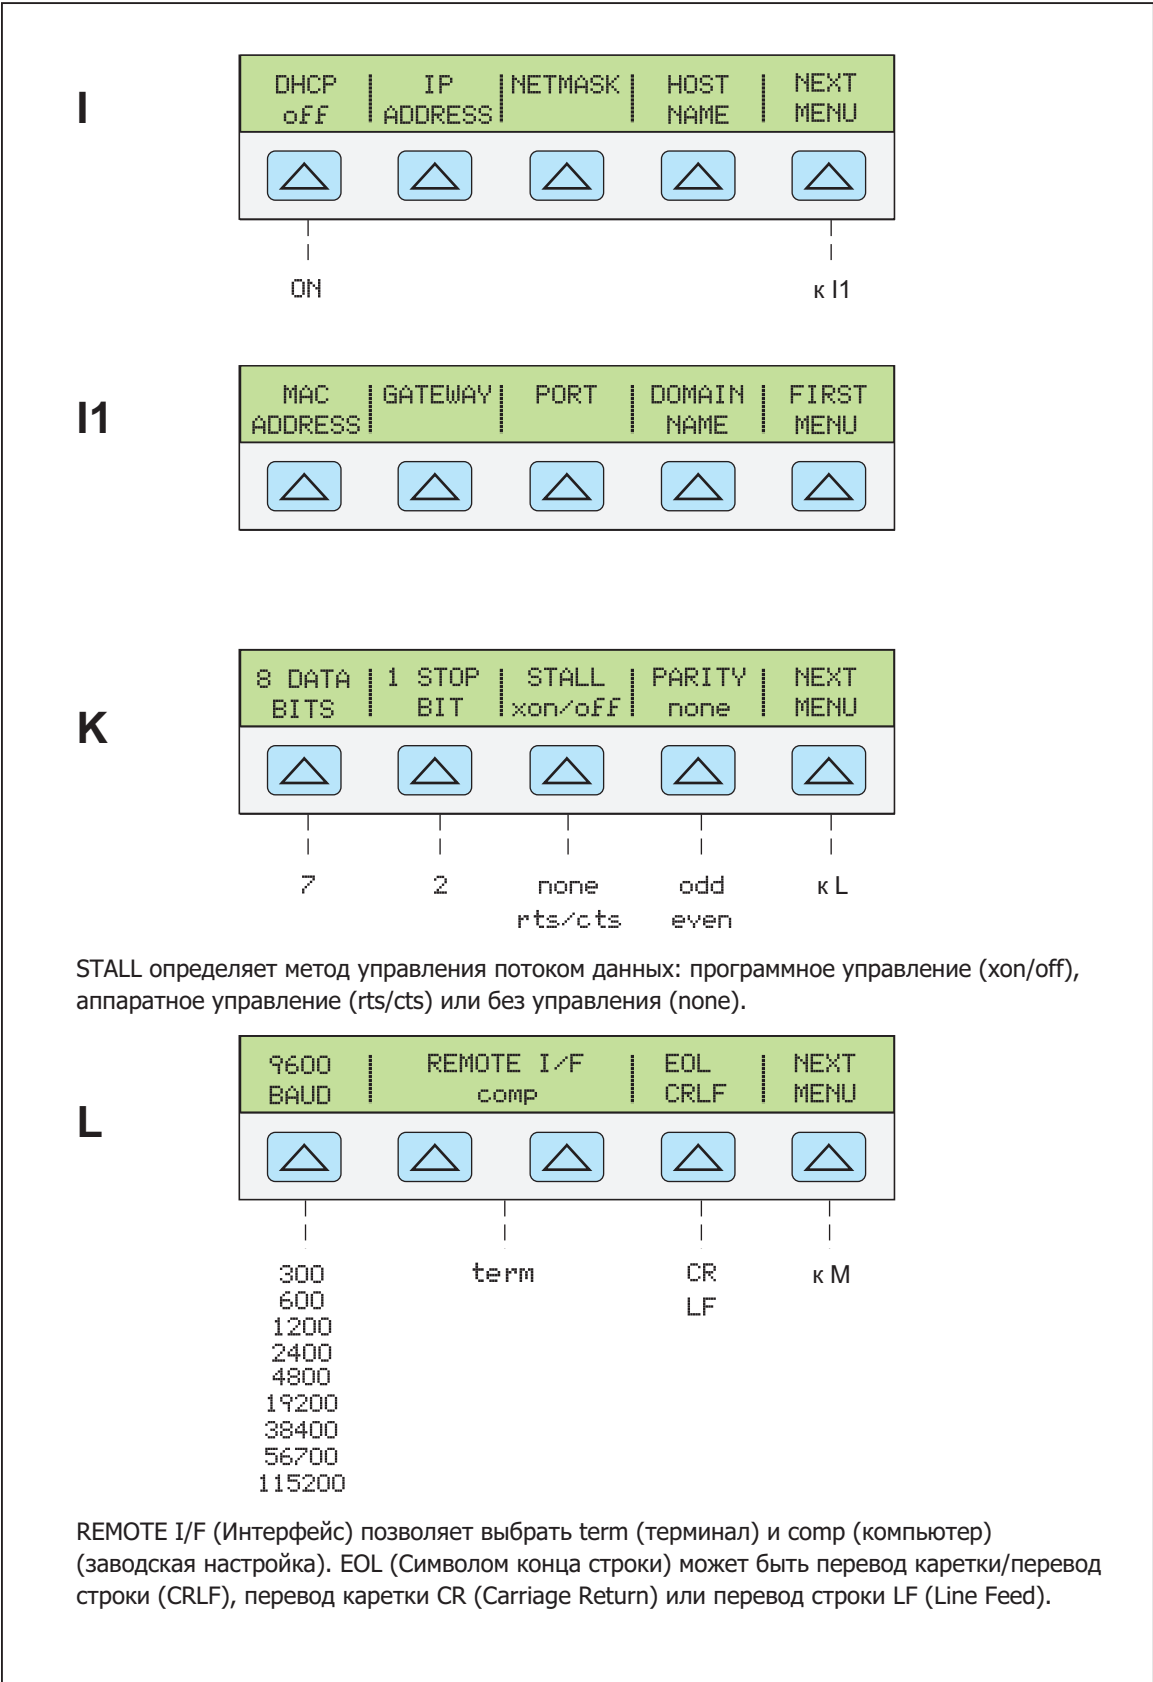 I
DHCP IP NETMASK HOST NEXT
off ADDRESS NAME MENU
ON к I1
I1
MAC GATEWAY PORT DOMAIN FIRST
ADDRESS NAME MENU
K
8 DATA 1 STOP STALL PARITY NEXT
BITS BIT xon/off none MENU
7 2 none odd к L
rts/cts even
STALL определяет метод управления потоком данных: программное управление (xon/off),
аппаратное управление (rts/cts) или без управления (none).
L
9600 REMOTE I/F EOL NEXT
BAUD comp CRLF MENU
300 term CR к M
600 LF
1200
2400
4800
19200
38400
56700
115200
REMOTE I/F (Интерфейс) позволяет выбрать term (терминал) и comp (компьютер)
(заводская настройка). EOL (Символом конца строки) может быть перевод каретки/перевод
строки (CRLF), перевод каретки CR (Carriage Return) или перевод строки LF (Line Feed).